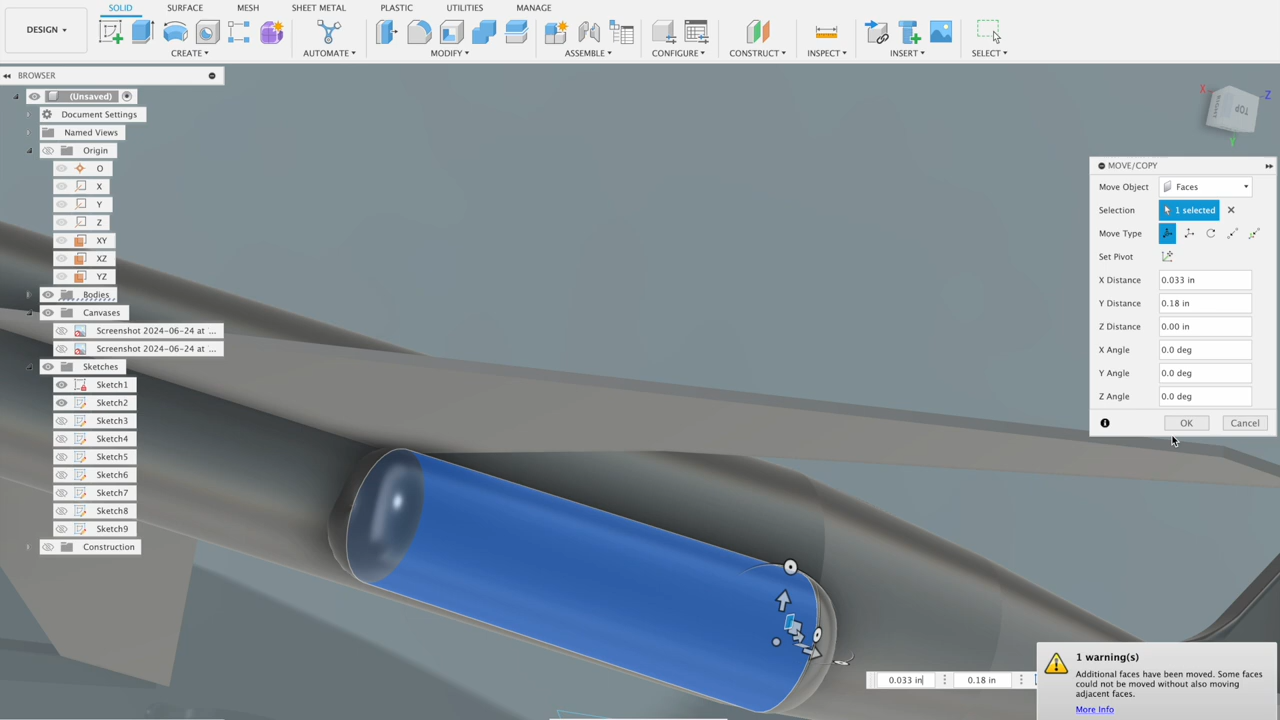 DESIGN
SOLID SURFACE MESH SHEET METAL PLASTIC UTILITIES MANAGE
CREATE AUTOMATE MODIFY ASSEMBLE CONFIGURE CONSTRUCT INSPECT INSERT SELECT
BROWSER
(Unsaved)
Document Settings
Named Views
Origin
O
X
Y
Z
XY
XZ
YZ
Bodies
Canvases
Screenshot 2024-06-24 at ...
Screenshot 2024-06-24 at ...
Sketches
Sketch1
Sketch2
Sketch3
Sketch4
Sketch5
Sketch6
Sketch7
Sketch8
Sketch9
Construction
X
Z
TOP
Y
MOVE/COPY
Move Object Faces
Selection 1 selected
Move Type
Set Pivot
X Distance 0.033 in
Y Distance 0.18 in
Z Distance 0.00 in
X Angle 0.0 deg
Y Angle 0.0 deg
Z Angle 0.0 deg
OK Cancel
0.033 in 0.18 in
1 warning(s)
Additional faces have been moved. Some faces
could not be moved without also moving
adjacent faces.
More Info